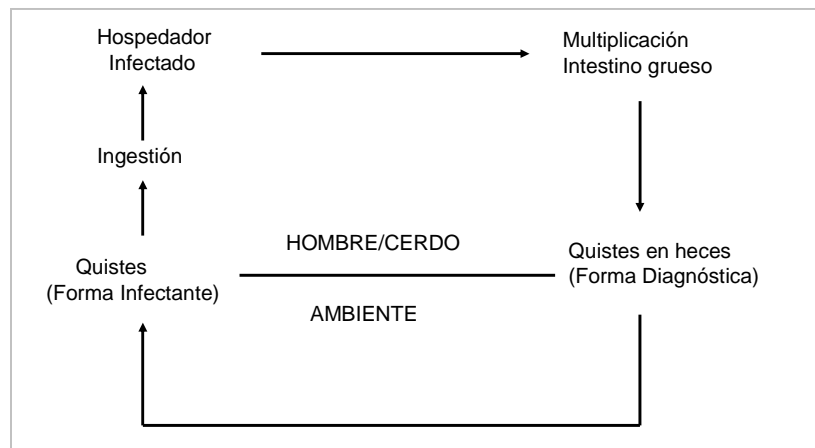 Hospedador
Infectado
Multiplicación
Intestino grueso
Ingestión
HOMBRE/CERDO
Quistes
(Forma Infectante)
Quistes en heces
(Forma Diagnóstica)
AMBIENTE